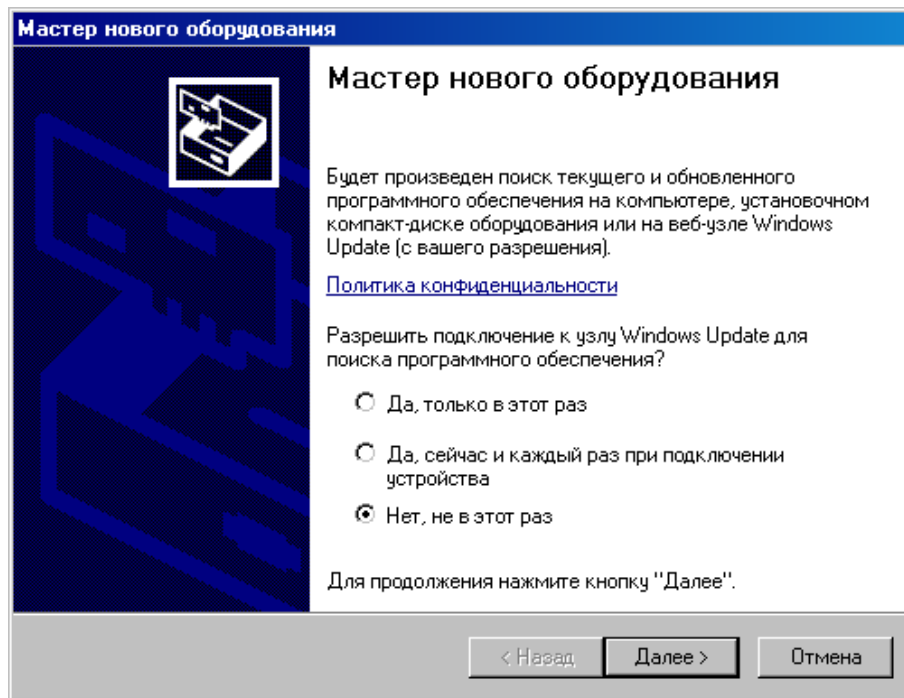 Мастер нового оборудования
Мастер нового оборудования
Будет произведен поиск текущего и обновленного
программного обеспечения на компьютере, установочном
компакт-диске оборудования или на веб-узле Windows
Update (с вашего разрешения).
Политика конфиденциальности
Разрешить подключение к узлу Windows Update для
поиска программного обеспечения?
Да, только в этот раз
Да, сейчас и каждый раз при подключении
устройства
Нет, не в этот раз
Для продолжения нажмите кнопку "Далее".
< Назад
Далее >
Отмена